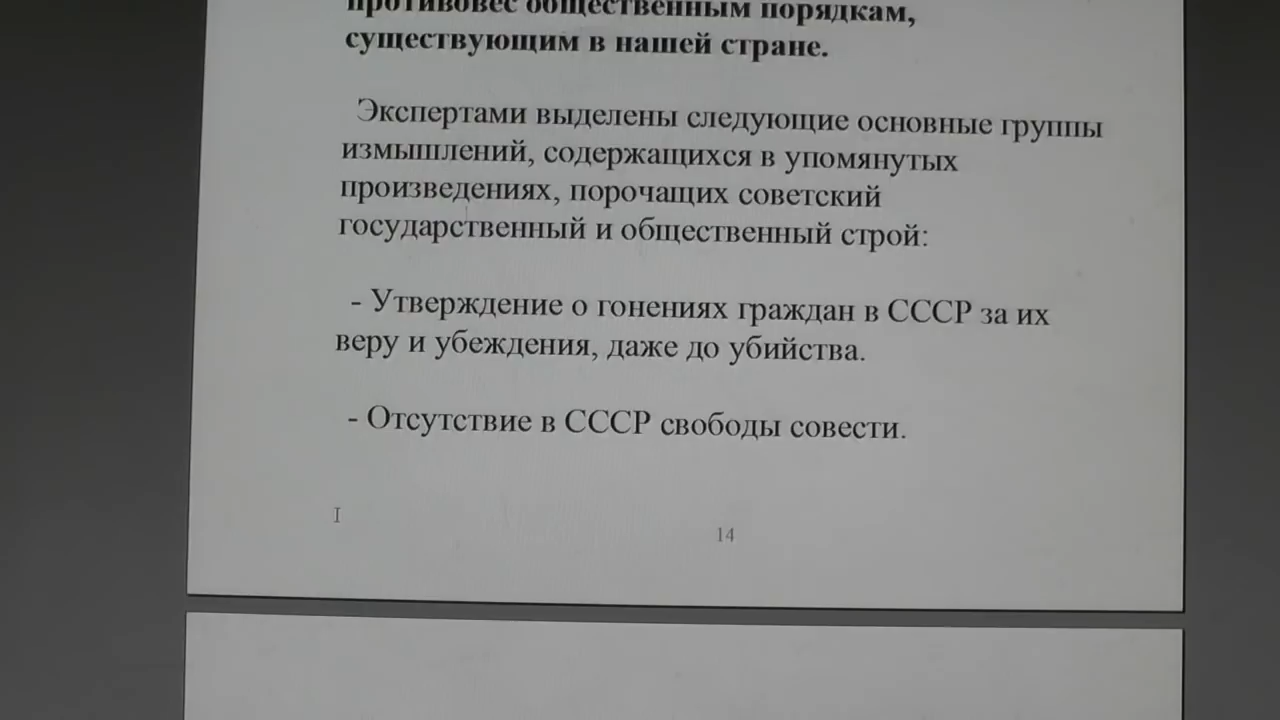 противовес общественным порядкам,
существующим в нашей стране.
Экспертами выделены следующие основные группы
измышлений, содержащихся в упомянутых
произведениях, порочащих советский
государственный и общественный строй:
- Утверждение о гонениях граждан в СССР за их
веру и убеждения, даже до убийства.
- Отсутствие в СССР свободы совести.
14